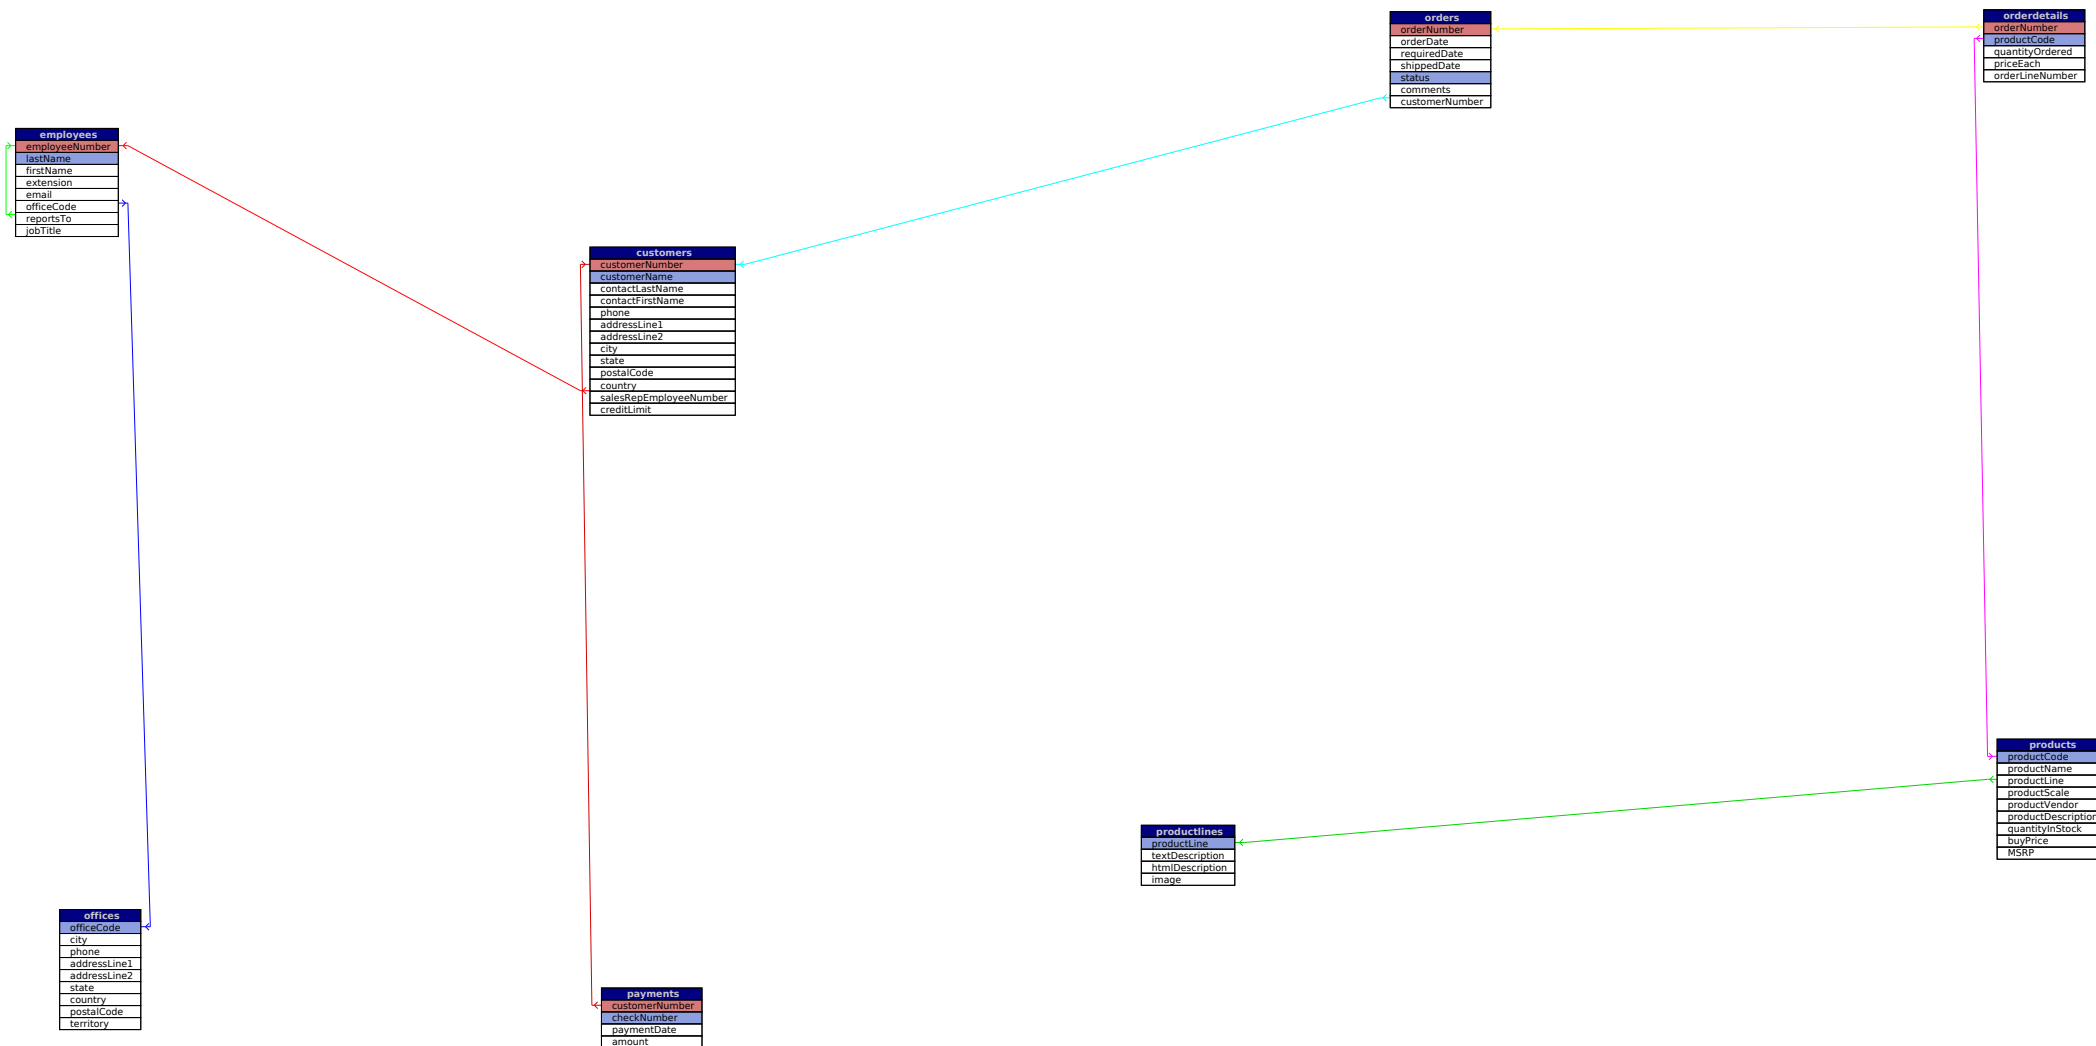 orders
orderNumber
orderDate
requiredDate
shippedDate
status
comments
customerNumber
orderdetails
orderNumber
productCode
quantityOrdered
priceEach
orderLineNumber
employees
employeeNumber
lastName
firstName
extension
email
officeCode
reportsTo
jobTitle
customers
customerNumber
customerName
contactLastName
contactFirstName
phone
addressLine1
addressLine2
city
state
postalCode
country
salesRepEmployeeNumber
creditLimit
products
productCode
productName
productLine
productScale
productVendor
productDescription
quantityInStock
buyPrice
MSRP
productlines
productLine
textDescription
htmlDescription
image
offices
officeCode
city
phone
addressLine1
addressLine2
state
country
postalCode
territory
payments
customerNumber
checkNumber
paymentDate
amount